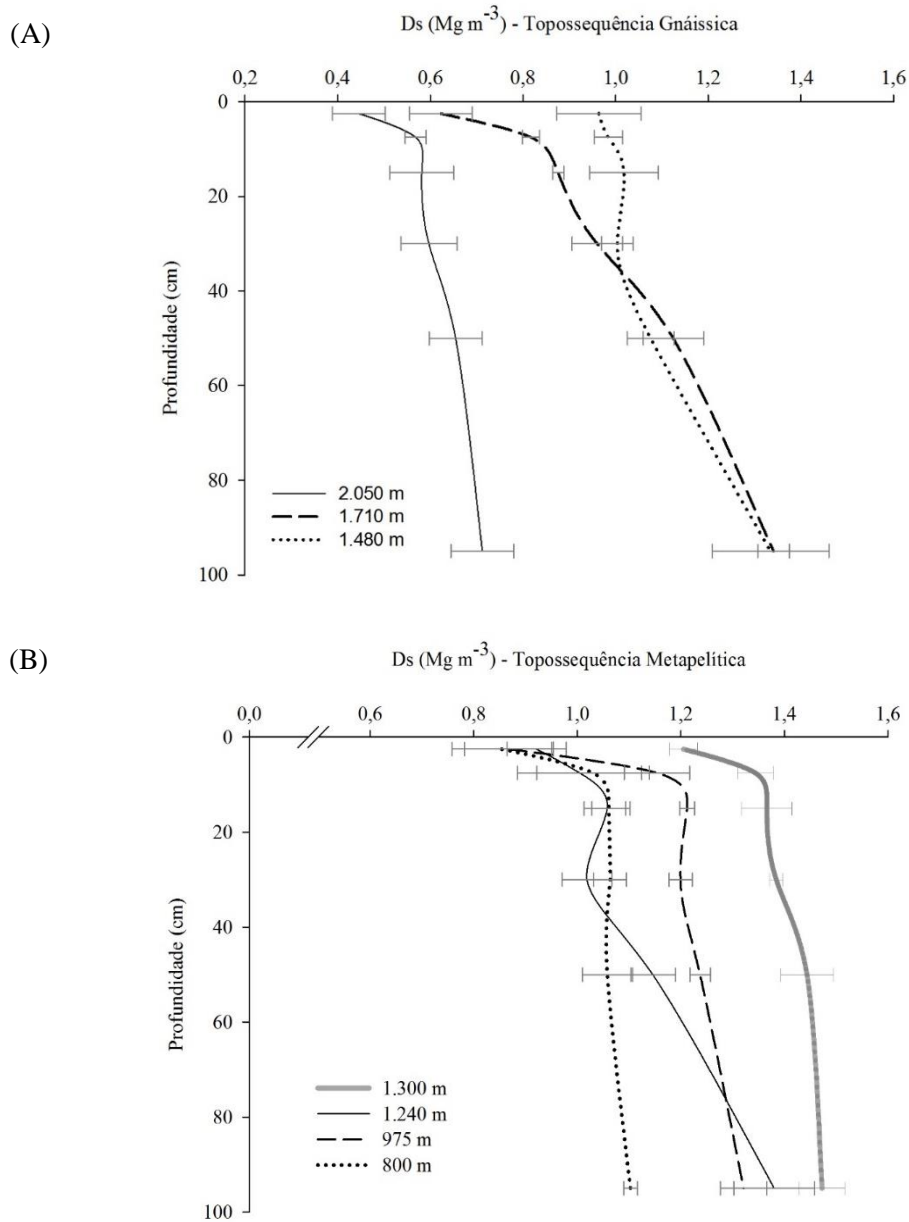 (A)
Ds (Mg m-3) - Topossequência Gnáissica
0,2 0,4 0,6 0,8 1,0 1,2 1,4 1,6
0
20
40
60
80
100
Profundidade (cm)
2.050 m
1.710 m
1.480 m
(B)
Ds (Mg m-3) - Topossequência Metapelítica
0,0 0,6 0,8 1,0 1,2 1,4 1,6
0
20
40
60
80
100
Profundidade (cm)
1.300 m
1.240 m
975 m
800 m